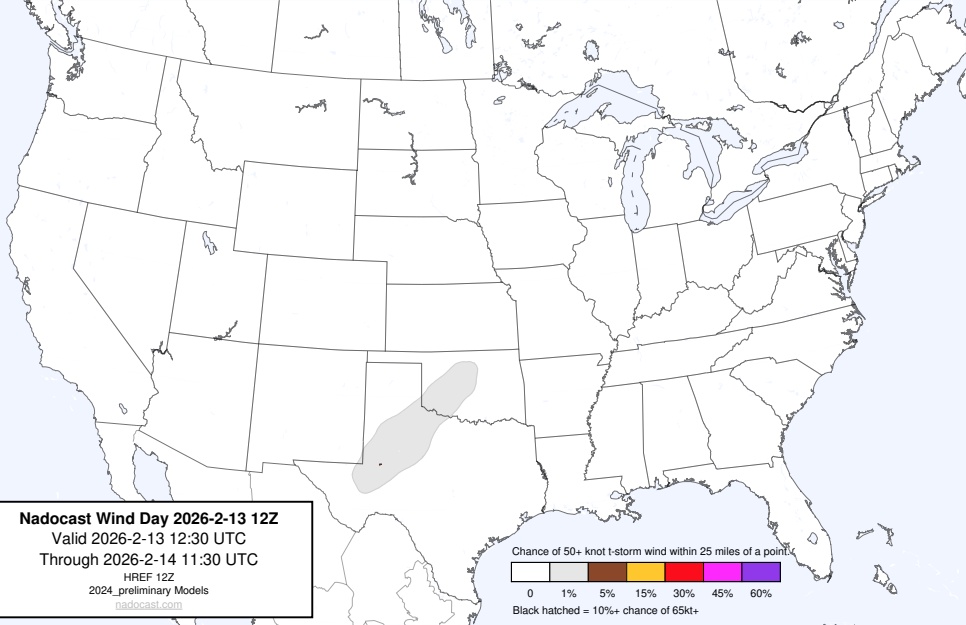 Nadocast Wind Day 2026-2-13 12Z
Valid 2026-2-13 12:30 UTC
Through 2026-2-14 11:30 UTC
HREF 12Z
2024_preliminary Models
nadocast.com
Chance of 50+ knot t-storm wind within 25 miles of a point.
0 1% 5% 15% 30% 45% 60%
Black hatched = 10%+ chance of 65kt+